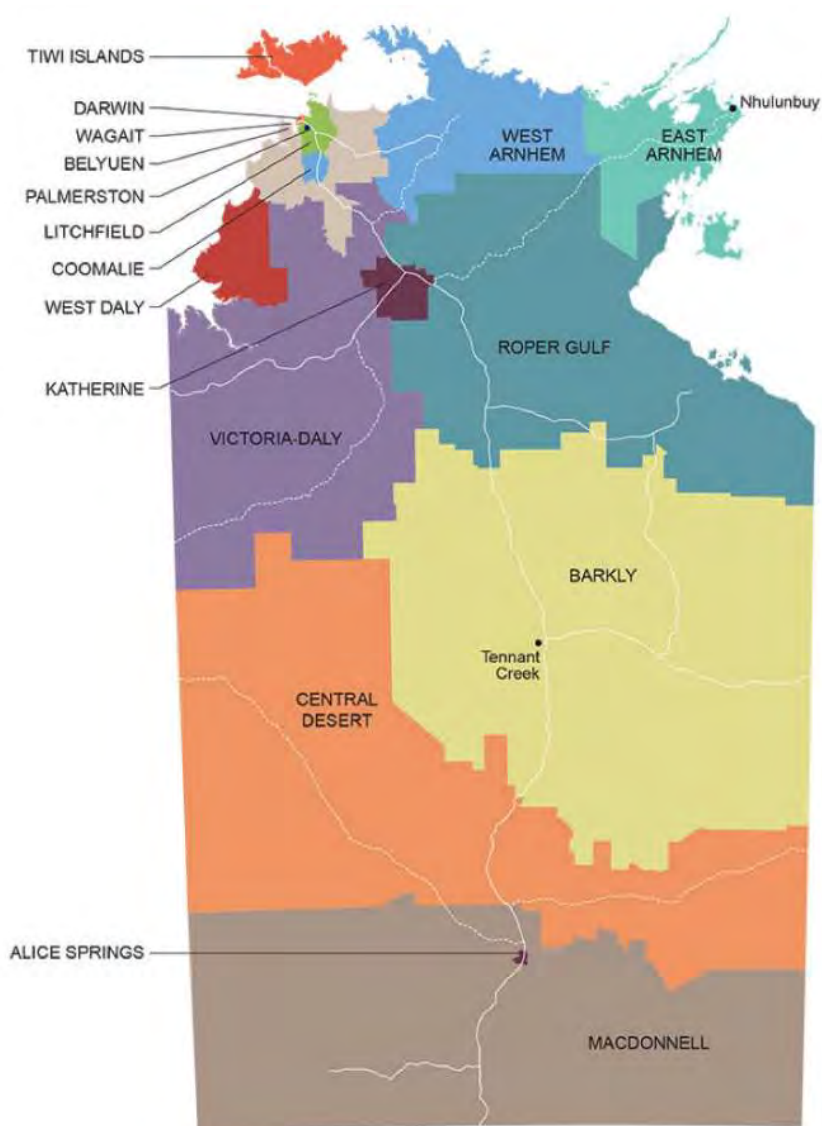 TIWI ISLANDS
DARWIN
WAGAIT
BELYUEN
PALMERSTON
LITCHFIELD
COOMALIE
WEST DALY
KATHERINE
WEST
ARNHEM
EAST
ARNHEM
Nhulunbuy
ROPER GULF
VICTORIA-DALY
BARKLY
Tennant
Creek
CENTRAL
DESERT
ALICE SPRINGS
MACDONNELL